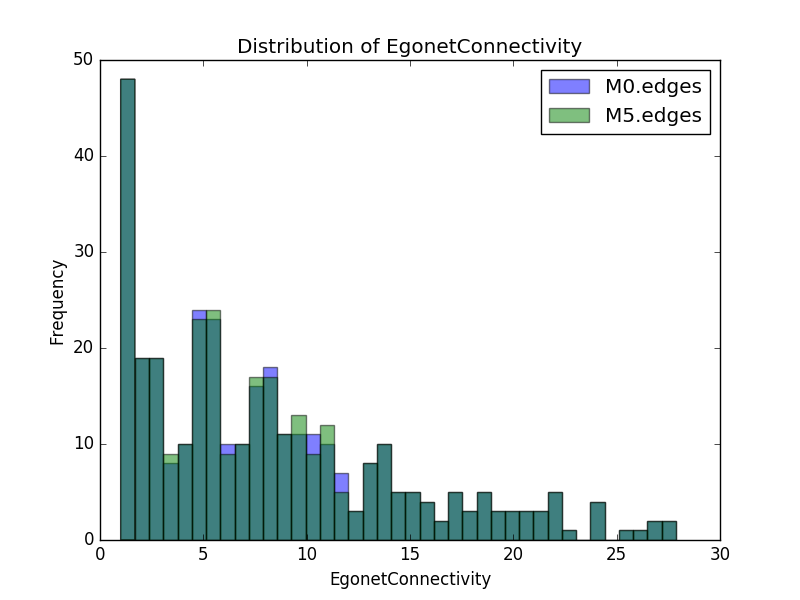 Distribution of EgonetConnectivity
50
40
30
20
10
0
Frequency
M0.edges
M5.edges
0 5 10 15 20 25 30
EgonetConnectivity